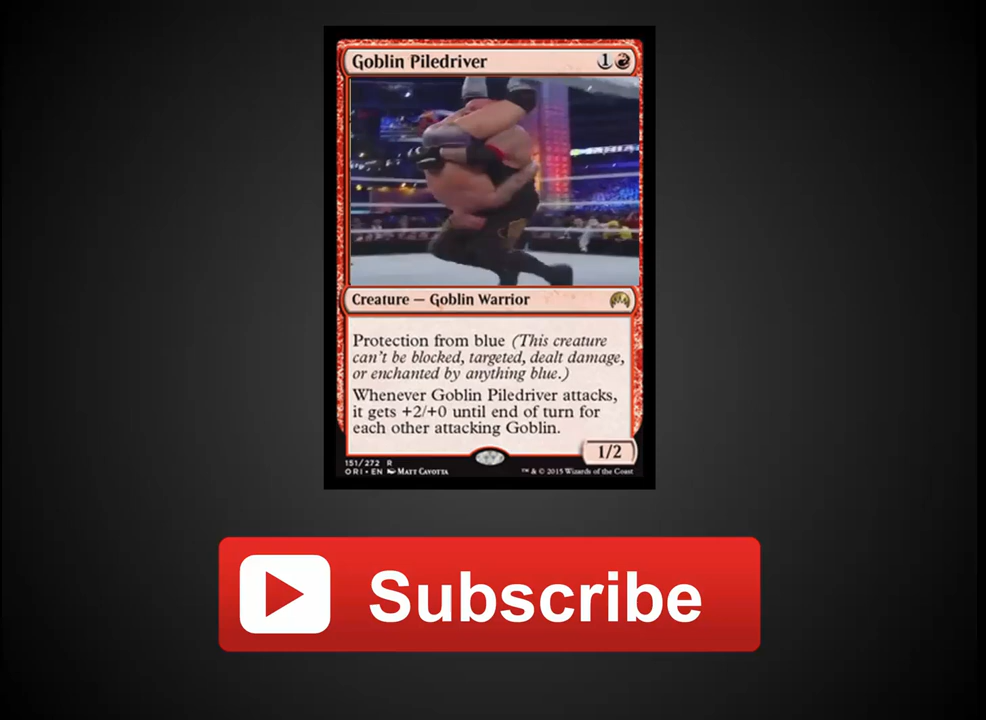 Goblin Piledriver 1
Creature — Goblin Warrior
Protection from blue (This creature
can't be blocked, targeted, dealt damage,
or enchanted by anything blue.)
Whenever Goblin Piledriver attacks,
it gets +2/+0 until end of turn for
each other attacking Goblin.
1/2
151/272 R
ORI • EN Matt Cavotta ™ & © 2015 Wizards of the Coast
Subscribe